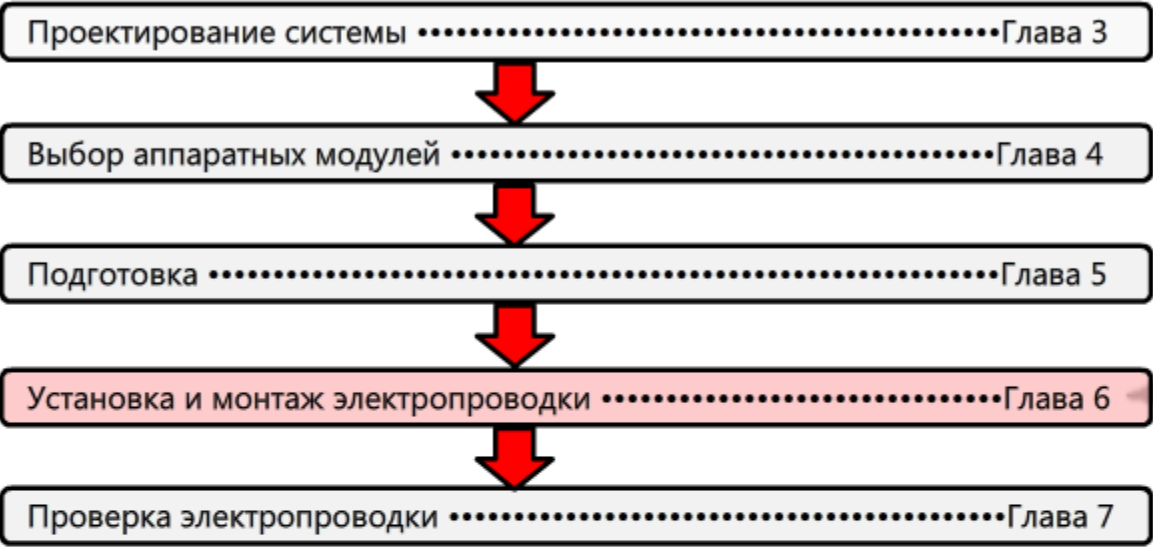 Проектирование системы •••••••••••••••••••••••••••••••••••••••••••••Глава 3
Выбор аппаратных модулей ••••••••••••••••••••••••••••••••••••••••••Глава 4
Подготовка •••••••••••••••••••••••••••••••••••••••••••••••••••••••••••••Глава 5
Установка и монтаж электропроводки •••••••••••••••••••••••••••••••Глава 6
Проверка электропроводки •••••••••••••••••••••••••••••••••••••••••••Глава 7